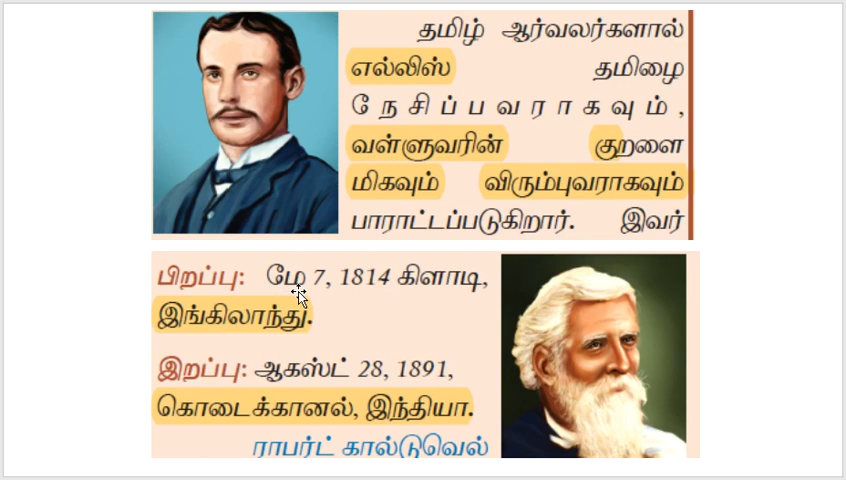 தமிழ் ஆர்வலர்களால்
எல்லிஸ் தமிழை
நேசிப்பவராகவும்,
வள்ளுவரின் குறளை
மிகவும் விரும்புவராகவும்
பாராட்டப்படுகிறார். இவர்
பிறப்பு: மே 7, 1814 கிளாடி,
இங்கிலாந்து.
இறப்பு: ஆகஸ்ட் 28, 1891,
கொடைக்கானல், இந்தியா.
ராபர்ட் கால்டுவெல்